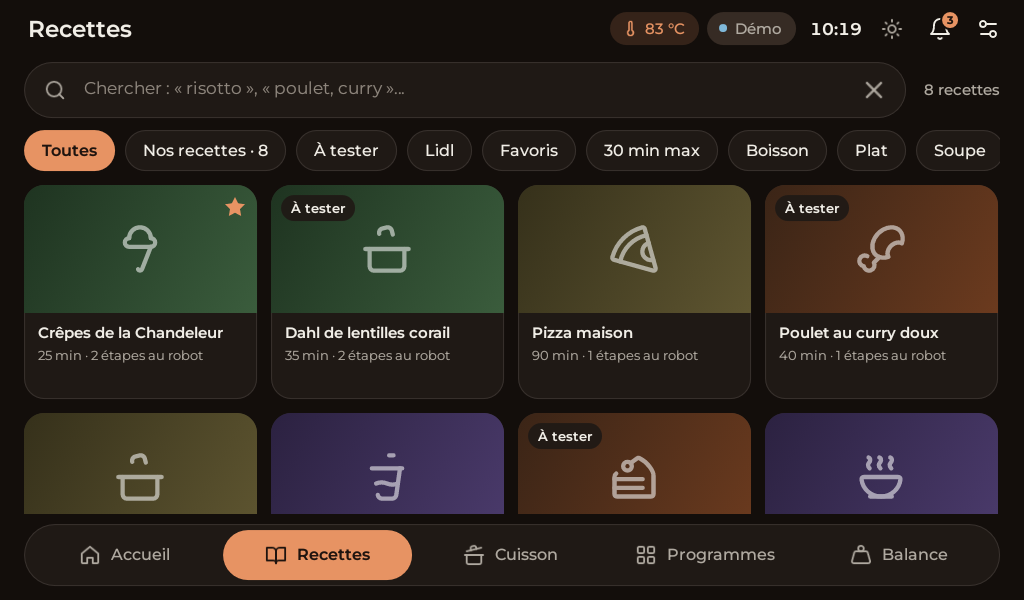 Recettes
83 °C
Démo
10:19
3
Chercher : « risotto », « poulet, curry »...
8 recettes
Toutes
Nos recettes · 8
À tester
Lidl
Favoris
30 min max
Boisson
Plat
Soupe
À tester
À tester
Crêpes de la Chandeleur
25 min · 2 étapes au robot
Dahl de lentilles corail
35 min · 2 étapes au robot
Pizza maison
90 min · 1 étapes au robot
Poulet au curry doux
40 min · 1 étapes au robot
À tester
Accueil
Recettes
Cuisson
Programmes
Balance